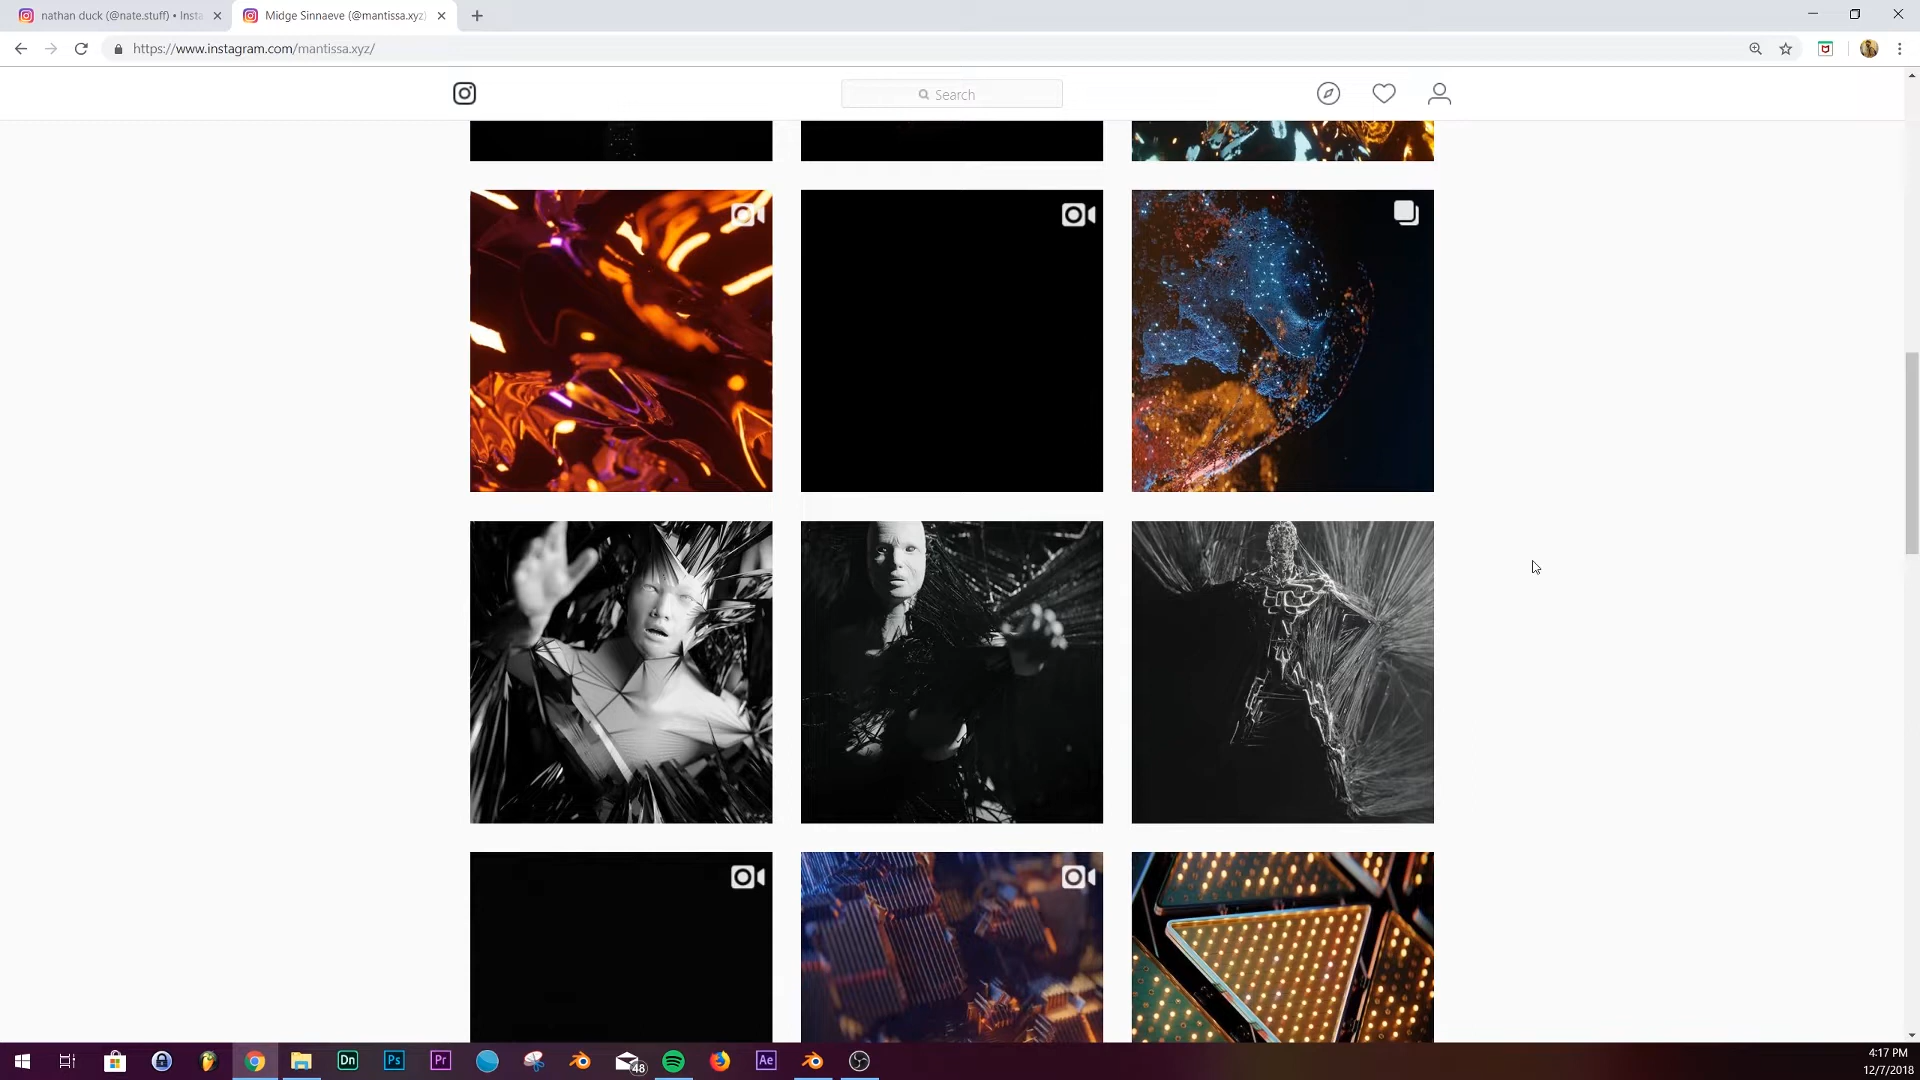 nathan duck (@nate.stuff) • Insta
Midge Sinnaeve (@mantissa.xyz)
https://www.instagram.com/mantissa.xyz/
Search
Dn
Ps
Pr
48
Ae
4:17 PM
12/7/2018